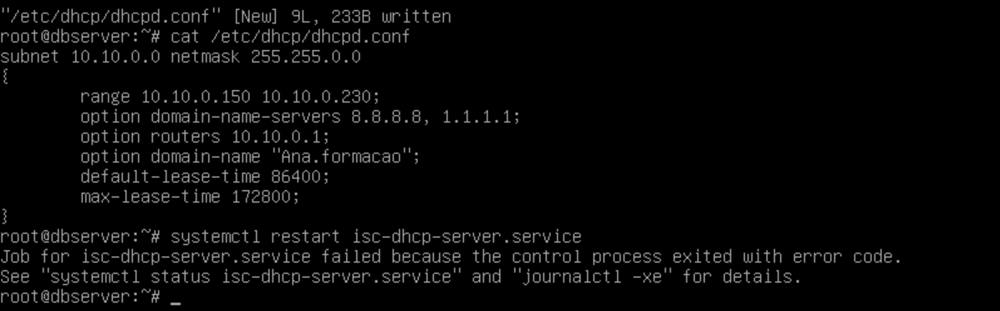 "/etc/dhcp/dhcpd.conf" [New] 9L, 233B written
root@dbserver:~# cat /etc/dhcp/dhcpd.conf
subnet 10.10.0.0 netmask 255.255.0.0
{
        range 10.10.0.150 10.10.0.230;
        option domain-name-servers 8.8.8.8, 1.1.1.1;
        option routers 10.10.0.1;
        option domain-name "Ana.formacao";
        default-lease-time 86400;
        max-lease-time 172800;
}
root@dbserver:~# systemctl restart isc-dhcp-server.service
Job for isc-dhcp-server.service failed because the control process exited with error code.
See "systemctl status isc-dhcp-server.service" and "journalctl -xe" for details.
root@dbserver:~# _